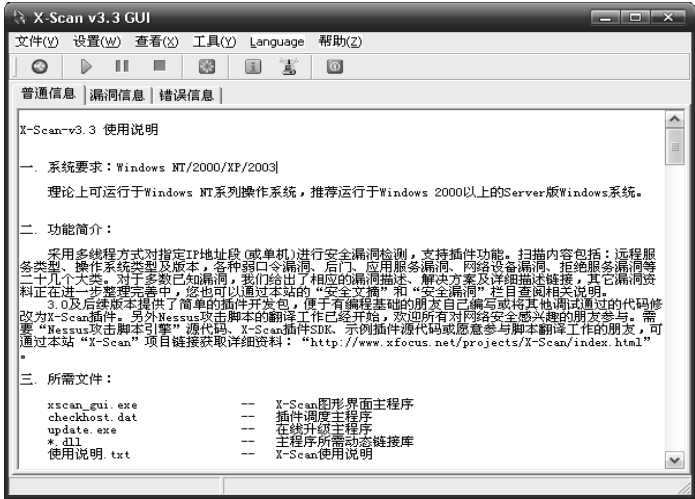 X-Scan v3.3 GUI
文件(V) 设置(W) 查看(X) 工具(Y) Language 帮助(Z)
普通信息 漏洞信息 错误信息
X-Scan-v3.3 使用说明
一. 系统要求：Windows NT/2000/XP/2003
理论上可运行于Windows NT系列操作系统，推荐运行于Windows 2000以上的Server版Windows系统。
二. 功能简介：
采用多线程方式对指定IP地址段(或单机)进行安全漏洞检测，支持插件功能。扫描内容包括：远程服
务类型、操作系统类型及版本，各种弱口令漏洞、后门、应用服务漏洞、网络设备漏洞、拒绝服务漏洞等
二十几个大类。对于多数已知漏洞，我们给出了相应的漏洞描述、解决方案及详细描述链接，其它漏洞资
料正在进一步整理完善中，您也可以通过本站的“安全文摘”和“安全漏洞”栏目查阅相关说明。
3.0及后续版本提供了简单的插件开发包，便于有编程基础的朋友自己编写或将其他调试通过的代码修
改为X-Scan插件。另外Nessus攻击脚本的翻译工作已经开始，欢迎所有对网络安全感兴趣的朋友参与。需
要“Nessus攻击脚本引擎”源代码、X-Scan插件SDK、示例插件源代码或愿意参与脚本翻译工作的朋友，可
通过本站“X-Scan”项目链接获取详细资料：“http://www.xfocus.net/projects/X-Scan/index.html”
。
三. 所需文件：
xscan_gui.exe -- X-Scan图形界面主程序
checkhost.dat -- 插件调度主程序
update.exe -- 在线升级主程序
*.dll -- 主程序所需动态链接库
使用说明.txt -- X-Scan使用说明